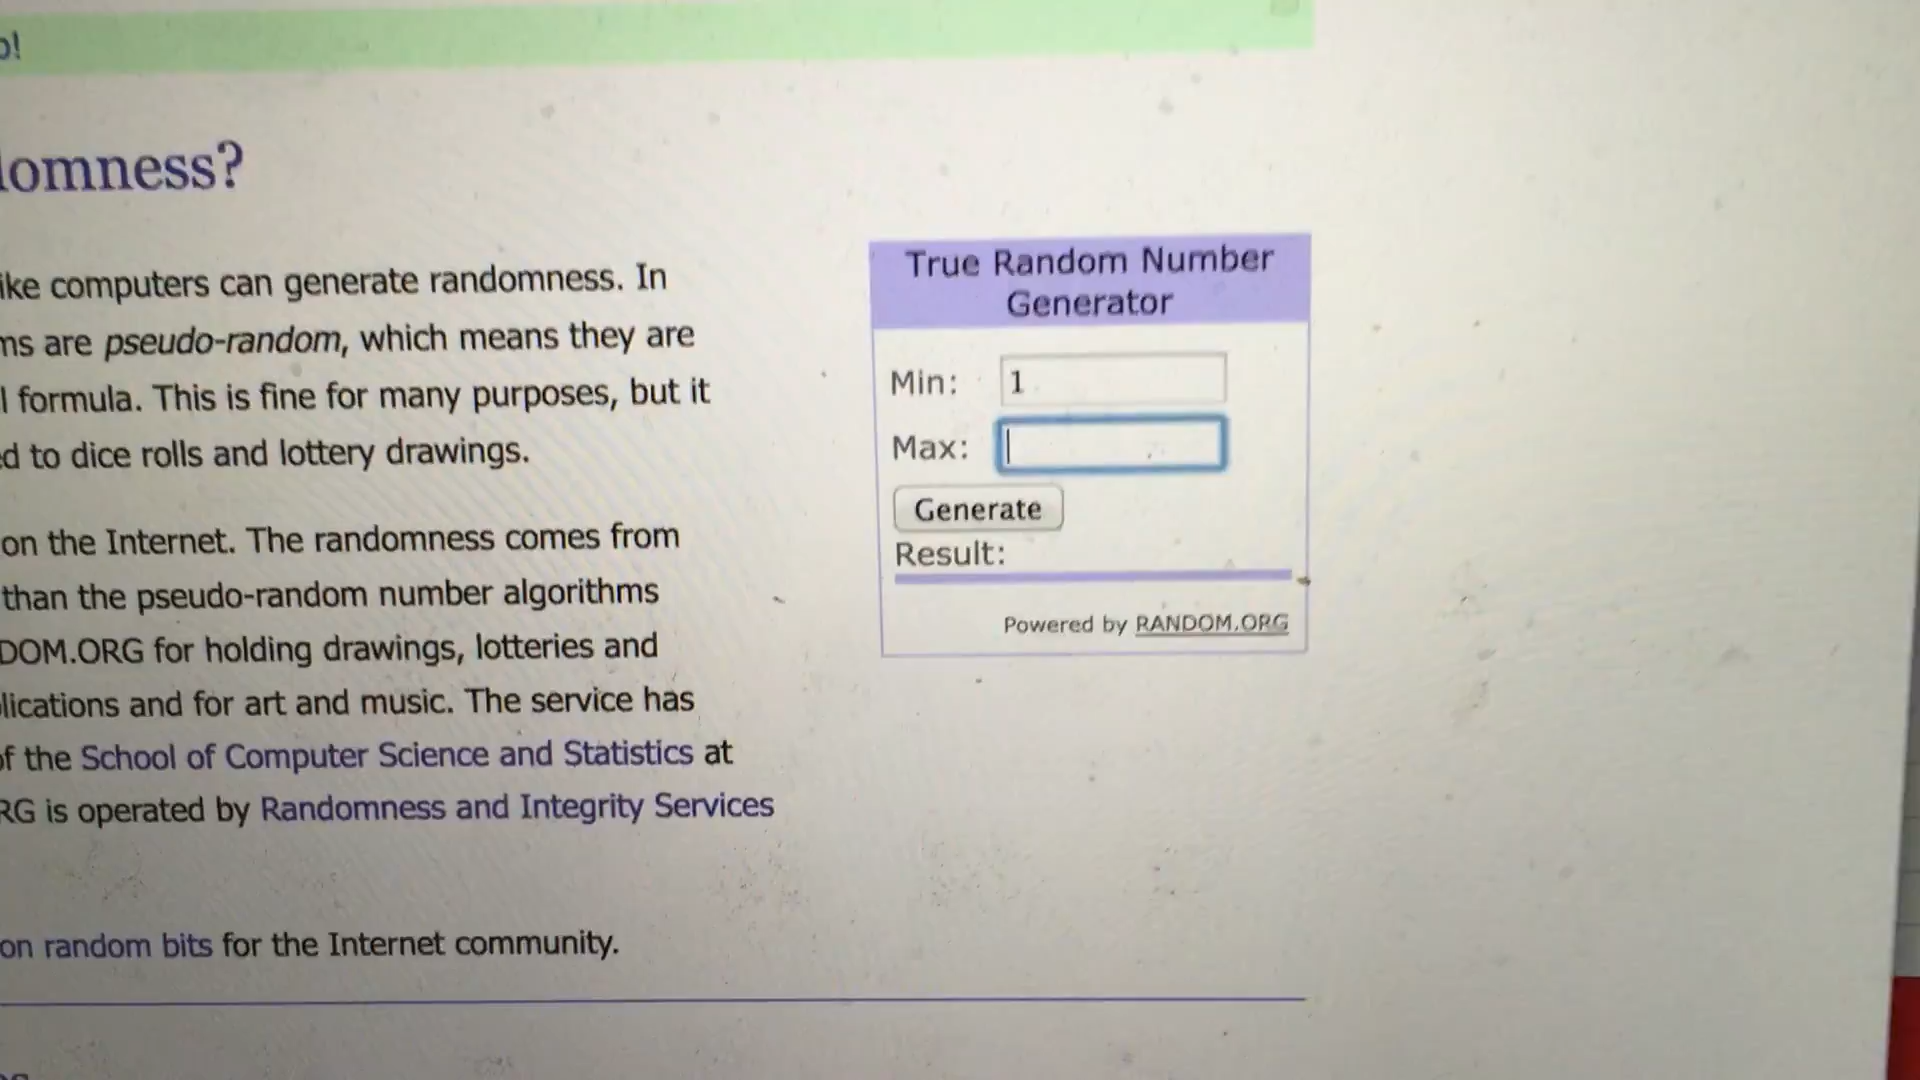 o!
domness?
ike computers can generate randomness. In
ms are pseudo-random, which means they are
l formula. This is fine for many purposes, but it
ed to dice rolls and lottery drawings.
on the Internet. The randomness comes from
than the pseudo-random number algorithms
DOM.ORG for holding drawings, lotteries and
lications and for art and music. The service has
of the School of Computer Science and Statistics at
RG is operated by Randomness and Integrity Services
on random bits for the Internet community.
True Random Number
Generator
Min: 1
Max:
Generate
Result:
Powered by RANDOM.ORG